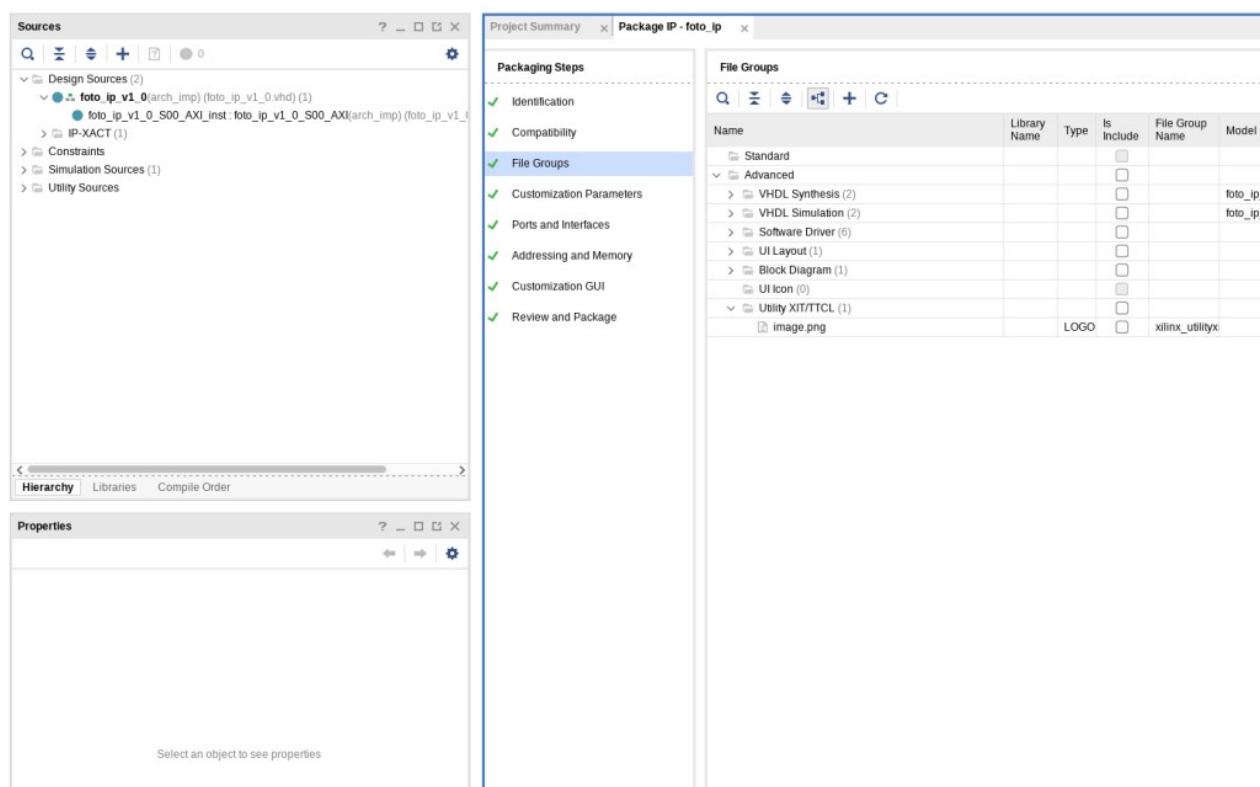 Sources
? _
0
Design Sources (2)
foto_ip_v1_0(arch_imp) (foto_ip_v1_0.vhd) (1)
foto_ip_v1_0_S00_AXI_inst : foto_ip_v1_0_S00_AXI(arch_imp) (foto_ip_v1_
IP-XACT (1)
Constraints
Simulation Sources (1)
Utility Sources
Hierarchy Libraries Compile Order
Properties
? _
Select an object to see properties
Project Summary × Package IP - foto_ip ×
Packaging Steps
Identification
Compatibility
File Groups
Customization Parameters
Ports and Interfaces
Addressing and Memory
Customization GUI
Review and Package
File Groups
Name Library Name Type Is Include File Group Name Model
Standard
Advanced
VHDL Synthesis (2) foto_ip
VHDL Simulation (2) foto_ip
Software Driver (6)
UI Layout (1)
Block Diagram (1)
UI Icon (0)
Utility XIT/TTCL (1)
image.png LOGO xilinx_utilityx